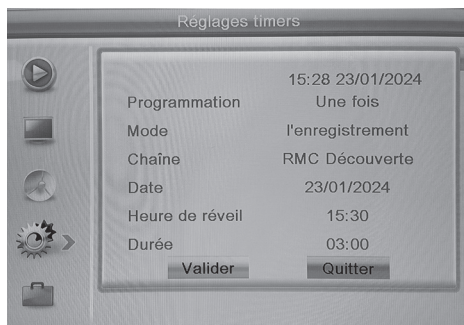 Réglages timers
15:28 23/01/2024
Programmation Une fois
Mode l'enregistrement
Chaîne RMC Découverte
Date 23/01/2024
Heure de réveil 15:30
Durée 03:00
Valider Quitter